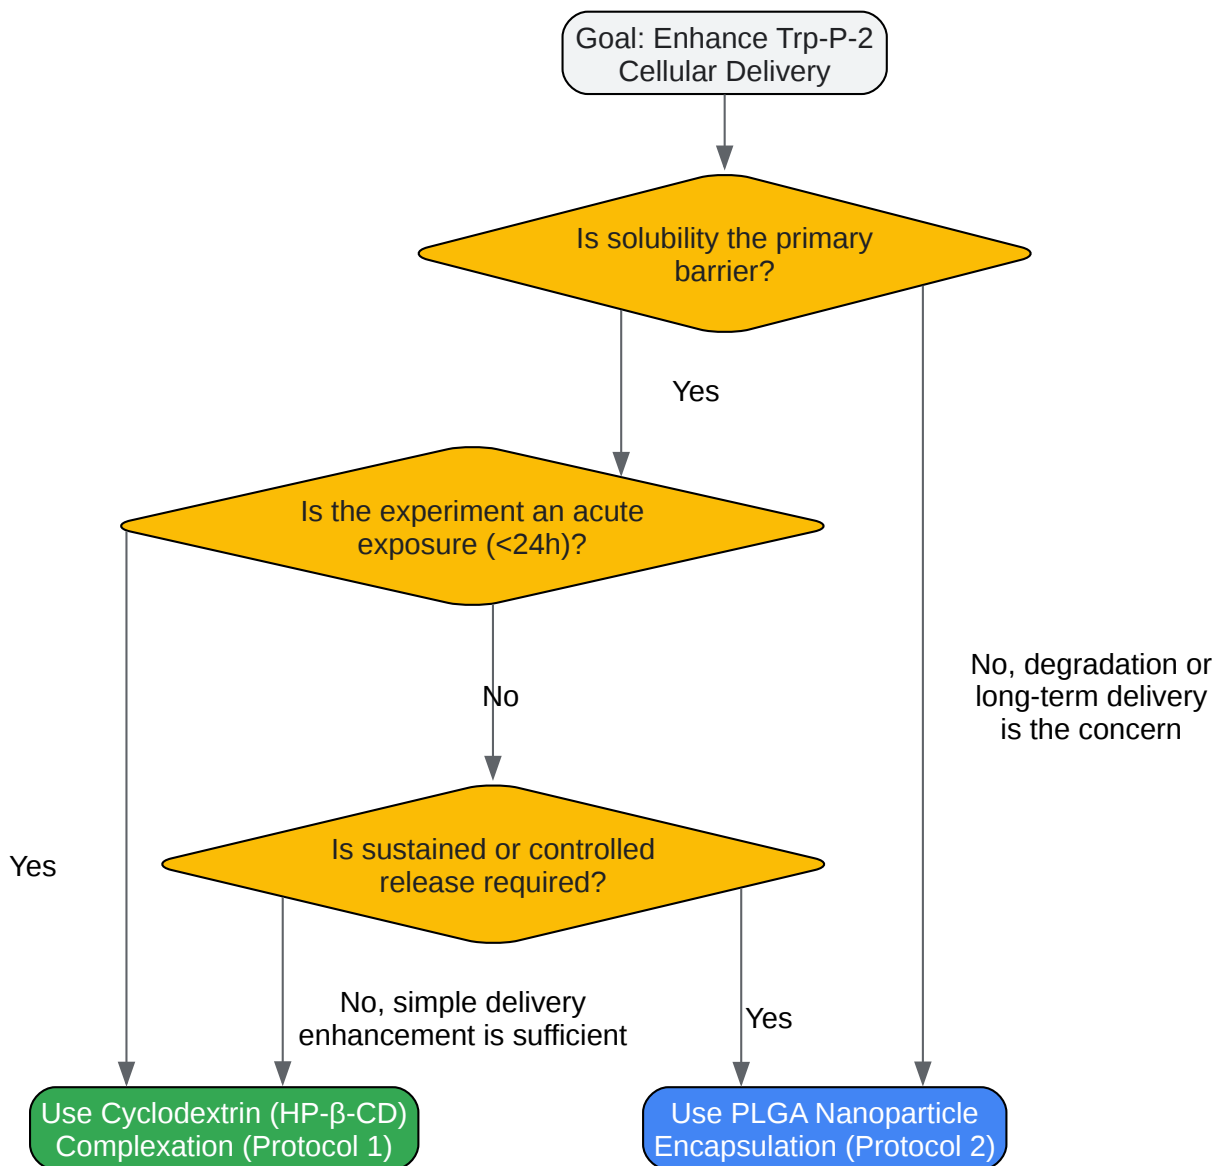 Goal: Enhance Trp-P-2
Cellular Delivery
Is solubility the primary
barrier?
Yes
Is the experiment an acute
exposure (<24h)?
No
No, degradation or
long-term delivery
is the concern
Is sustained or controlled
release required?
Yes
No, simple delivery
enhancement is sufficient
Yes
Use Cyclodextrin (HP-β-CD)
Complexation (Protocol 1)
Use PLGA Nanoparticle
Encapsulation (Protocol 2)